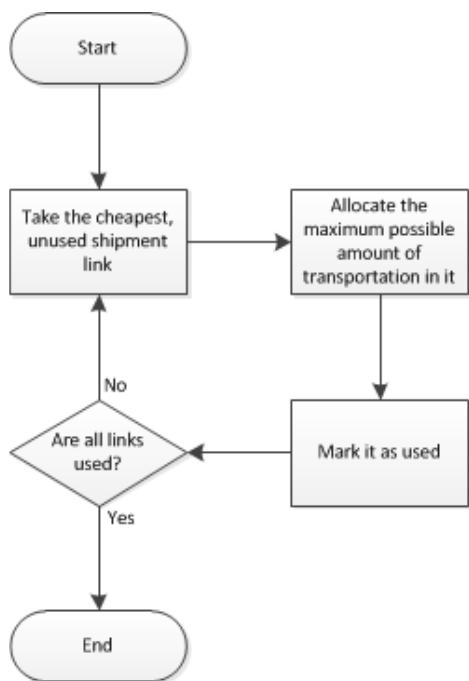 Start
Take the cheapest,
unused shipment
link
Allocate the
maximum possible
amount of
transportation in it
Mark it as used
Are all links
used?
No
Yes
End